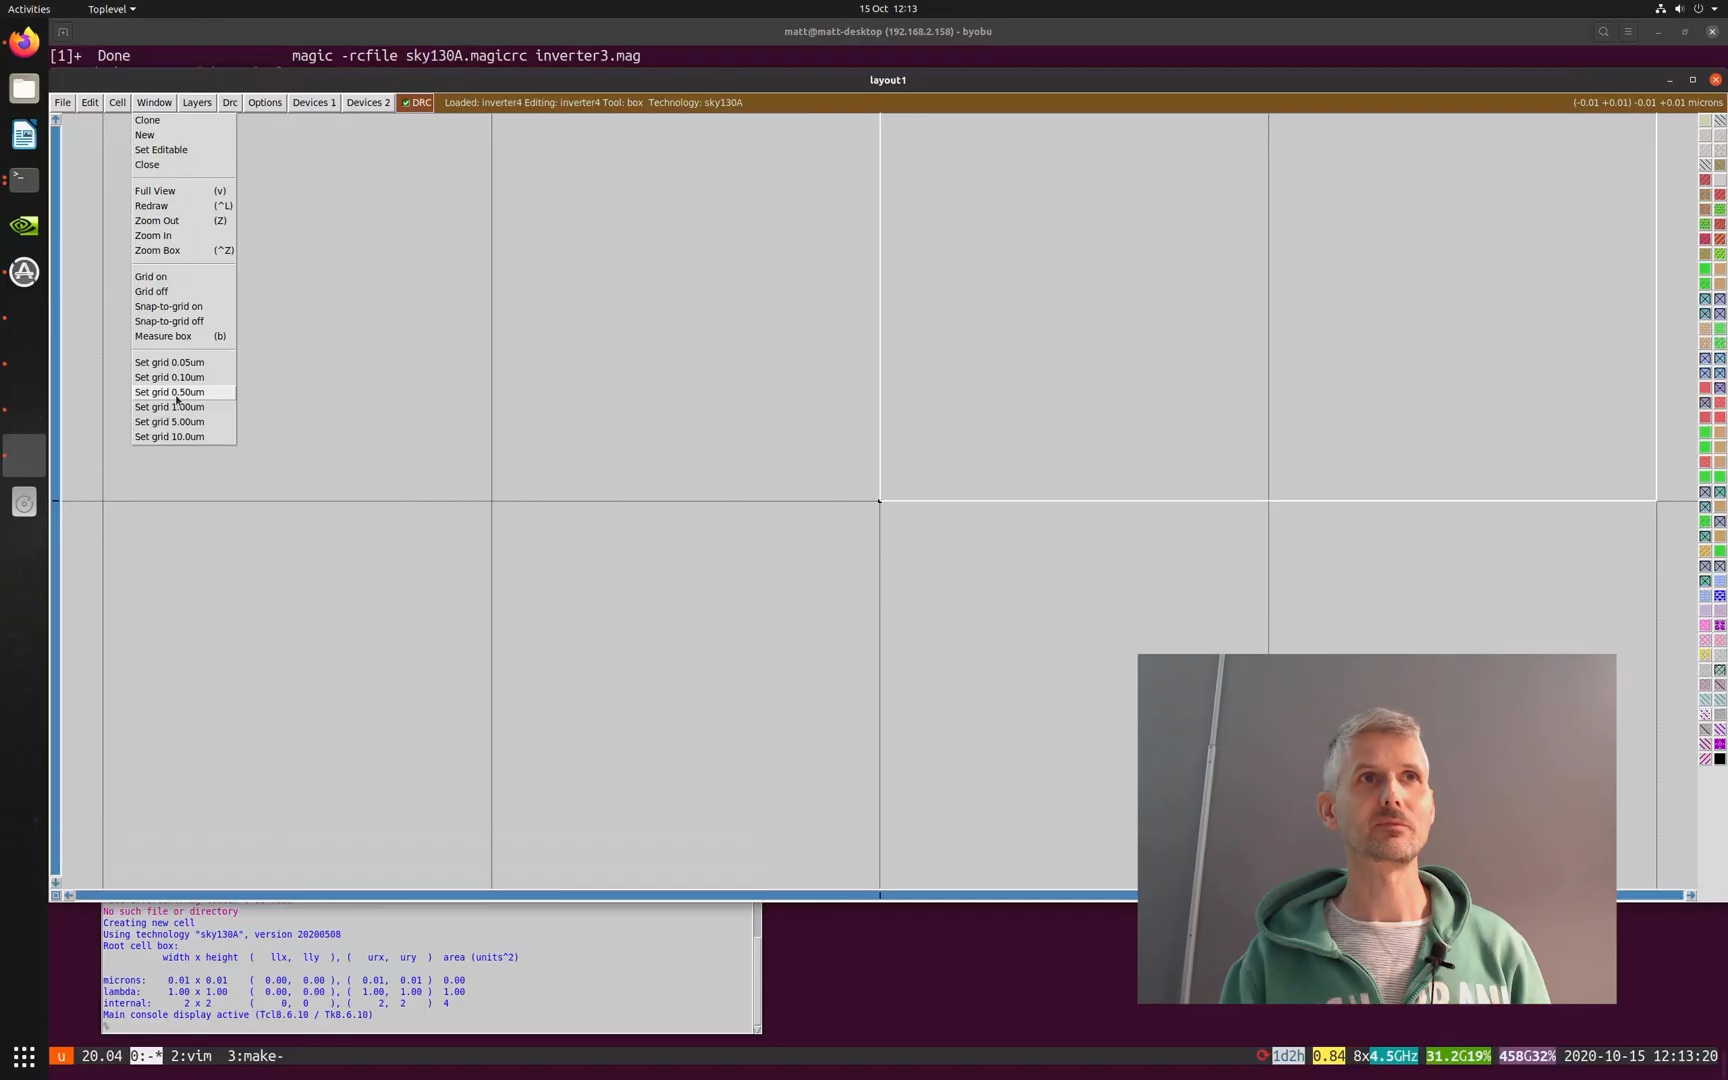 Activities
Toplevel
15 Oct 12:13
matt@matt-desktop (192.168.2.158) - byobu
[1]+ Done magic -rcfile sky130A.magicrc inverter3.mag
layout1
File Edit Cell Window Layers Drc Options Devices 1 Devices 2 DRC Loaded: inverter4 Editing: inverter4 Tool: box Technology: sky130A (-0.01 +0.01) -0.01 +0.01 microns
Clone
New
Set Editable
Close
Full View (v)
Redraw (^L)
Zoom Out (Z)
Zoom In
Zoom Box (^Z)
Grid on
Grid off
Snap-to-grid on
Snap-to-grid off
Measure box (b)
Set grid 0.05um
Set grid 0.10um
Set grid 0.50um
Set grid 1.00um
Set grid 5.00um
Set grid 10.0um
No such file or directory
Creating new cell
Using technology "sky130A", version 20200508
Root cell box:
width x height ( llx, lly ), ( urx, ury ) area (units^2)
microns: 0.01 x 0.01 ( 0.00, 0.00 ), ( 0.01, 0.01 ) 0.00
lambda: 1.00 x 1.00 ( 0.00, 0.00 ), ( 1.00, 1.00 ) 1.00
internal: 2 x 2 ( 0, 0 ), ( 2, 2 ) 4
Main console display active (Tcl8.6.10 / Tk8.6.10)
%
u 20.04 0:-* 2:vim 3:make- 1d2h 0.84 8x4.5GHz 31.2G19% 458G32% 2020-10-15 12:13:20